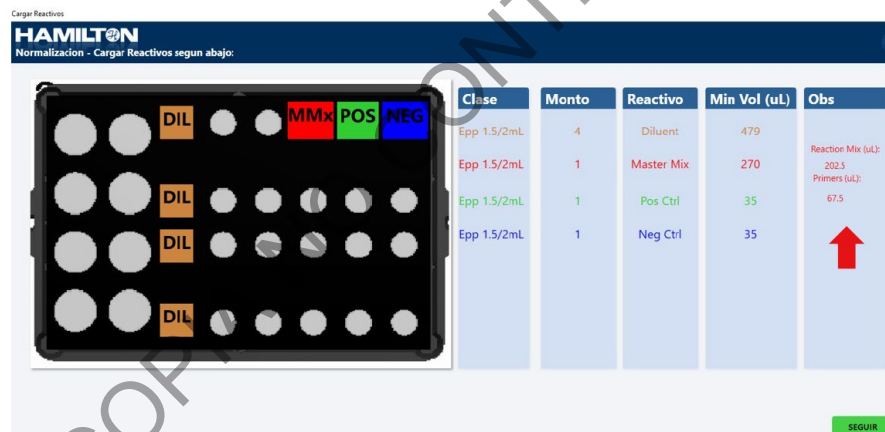 Cargar Reactivos
HAMILTON
Normalizacion - Cargar Reactivos segun abajo:
DIL MMx POS NEG
DIL
DIL
DIL
Clase Monto Reactivo Min Vol (uL) Obs
Epp 1.5/2mL 4 Diluent 479
Epp 1.5/2mL 1 Master Mix 270
Epp 1.5/2mL 1 Pos Ctrl 35
Epp 1.5/2mL 1 Neg Ctrl 35
Reaction Mix (uL):
202.5
Primers (uL):
67.5
SEGUIR